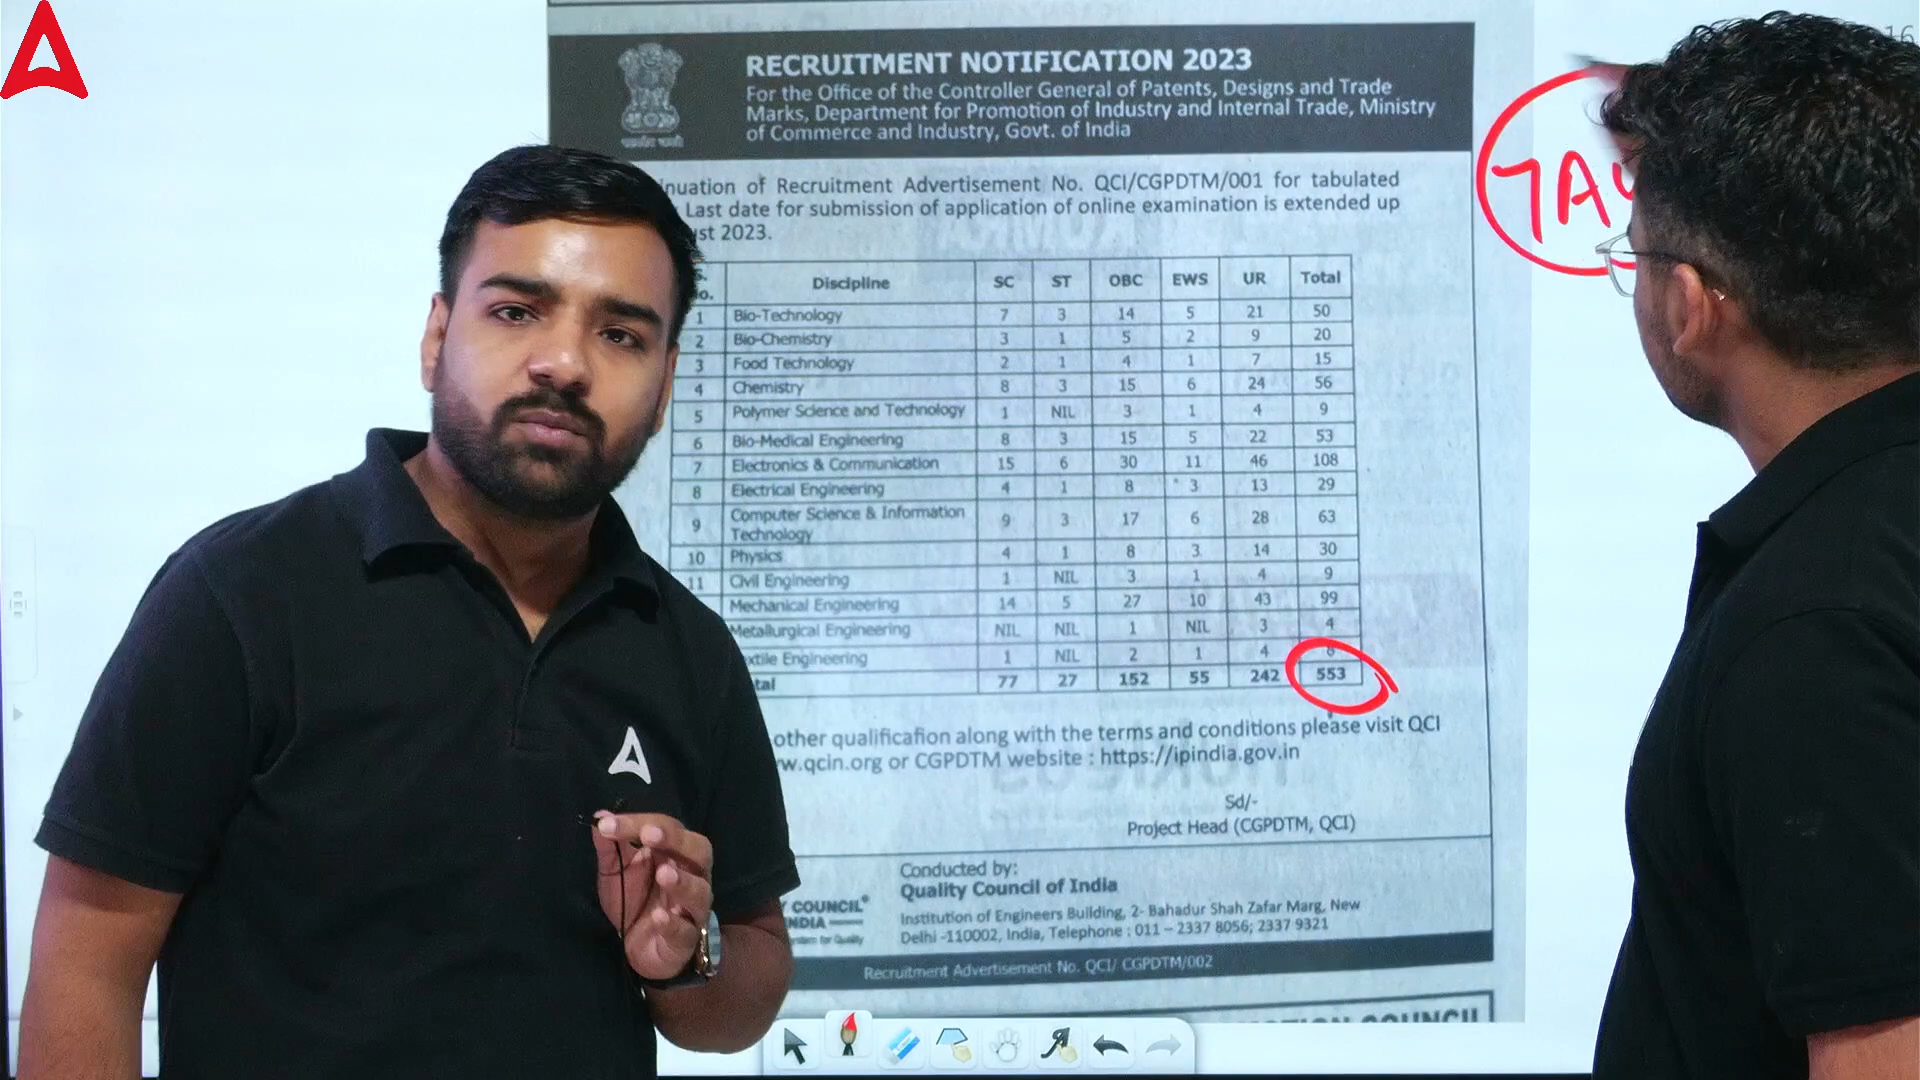 16
RECRUITMENT NOTIFICATION 2023
For the Office of the Controller General of Patents, Designs and Trade
Marks, Department for Promotion of Industry and Internal Trade, Ministry
of Commerce and Industry, Govt. of India
nuation of Recruitment Advertisement No. QCI/CGPDTM/001 for tabulated
Last date for submission of application of online examination is extended up
ust 2023.
S. No. Discipline SC ST OBC EWS UR Total
1 Bio-Technology 7 3 14 5 21 50
2 Bio-Chemistry 3 1 5 2 9 20
3 Food Technology 2 1 4 1 7 15
4 Chemistry 8 3 15 6 24 56
5 Polymer Science and Technology 1 NIL 3 1 4 9
6 Bio-Medical Engineering 8 3 15 5 22 53
7 Electronics & Communication 15 6 30 11 46 108
8 Electrical Engineering 4 1 8 3 13 29
9 Computer Science & Information Technology 9 3 17 6 28 63
10 Physics 4 1 8 3 14 30
11 Civil Engineering 1 NIL 3 1 4 9
Mechanical Engineering 14 5 27 10 43 99
Metallurgical Engineering NIL NIL 1 NIL 3 4
xtile Engineering 1 NIL 2 1 4 8
tal 77 27 152 55 242 553
other qualification along with the terms and conditions please visit QCI
w.qcin.org or CGPDTM website : https://ipindia.gov.in
Sd/-
Project Head (CGPDTM, QCI)
Conducted by:
Quality Council of India
Institution of Engineers Building, 2- Bahadur Shah Zafar Marg, New
Delhi -110002, India, Telephone : 011 – 2337 8056; 2337 9321
Y COUNCIL
NDIA
Recruitment Advertisement No. QCI/ CGPDTM/002
COUNCIL